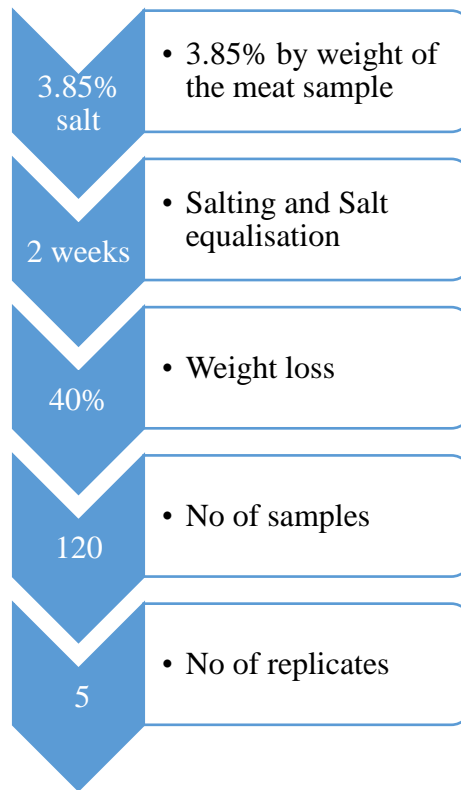 3.85%
salt
• 3.85% by weight of
the meat sample
2 weeks
• Salting and Salt
equalisation
40%
• Weight loss
120
• No of samples
5
• No of replicates